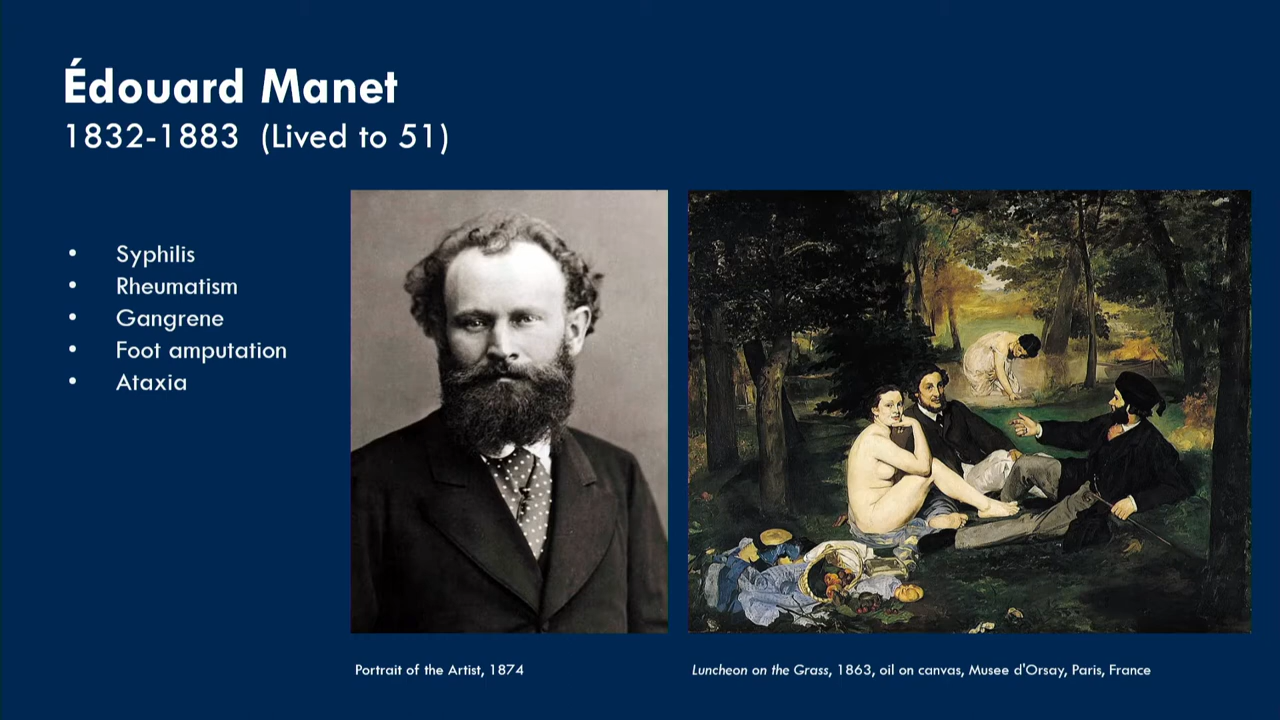 Édouard Manet
1832-1883 (Lived to 51)
• Syphilis
• Rheumatism
• Gangrene
• Foot amputation
• Ataxia
Portrait of the Artist, 1874
Luncheon on the Grass, 1863, oil on canvas, Musee d'Orsay, Paris, France